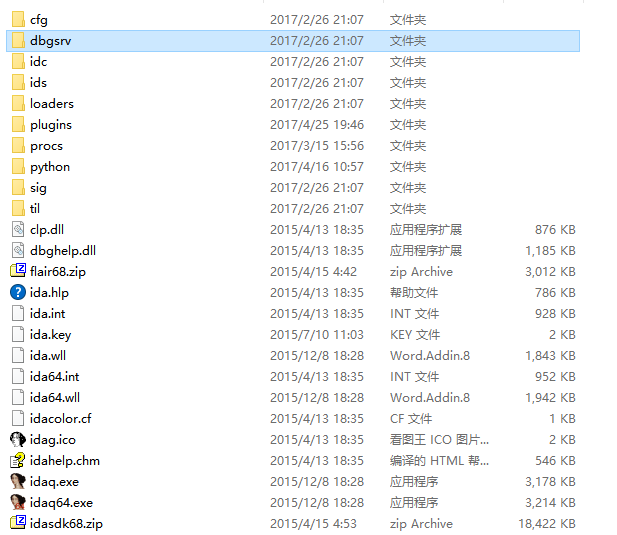 cfg 2017/2/26 21:07 文件夹
dbgsrv 2017/2/26 21:07 文件夹
idc 2017/2/26 21:07 文件夹
ids 2017/2/26 21:07 文件夹
loaders 2017/2/26 21:07 文件夹
plugins 2017/4/25 19:46 文件夹
procs 2017/3/15 15:56 文件夹
python 2017/4/16 10:57 文件夹
sig 2017/2/26 21:07 文件夹
til 2017/2/26 21:07 文件夹
clp.dll 2015/4/13 18:35 应用程序扩展 876 KB
dbghelp.dll 2015/4/13 18:35 应用程序扩展 1,185 KB
flair68.zip 2015/4/15 4:42 zip Archive 3,012 KB
ida.hlp 2015/4/13 18:35 帮助文件 786 KB
ida.int 2015/4/13 18:35 INT 文件 928 KB
ida.key 2015/7/10 11:03 KEY 文件 2 KB
ida.wll 2015/12/8 18:28 Word.Addin.8 1,843 KB
ida64.int 2015/4/13 18:35 INT 文件 952 KB
ida64.wll 2015/12/8 18:28 Word.Addin.8 1,942 KB
idacolor.cf 2015/4/13 18:35 CF 文件 1 KB
idag.ico 2015/4/13 18:35 看图王 ICO 图片... 2 KB
idahelp.chm 2015/4/13 18:35 编译的 HTML 帮... 546 KB
idaq.exe 2015/12/8 18:28 应用程序 3,178 KB
idaq64.exe 2015/12/8 18:28 应用程序 3,214 KB
idasdk68.zip 2015/4/15 4:53 zip Archive 18,422 KB